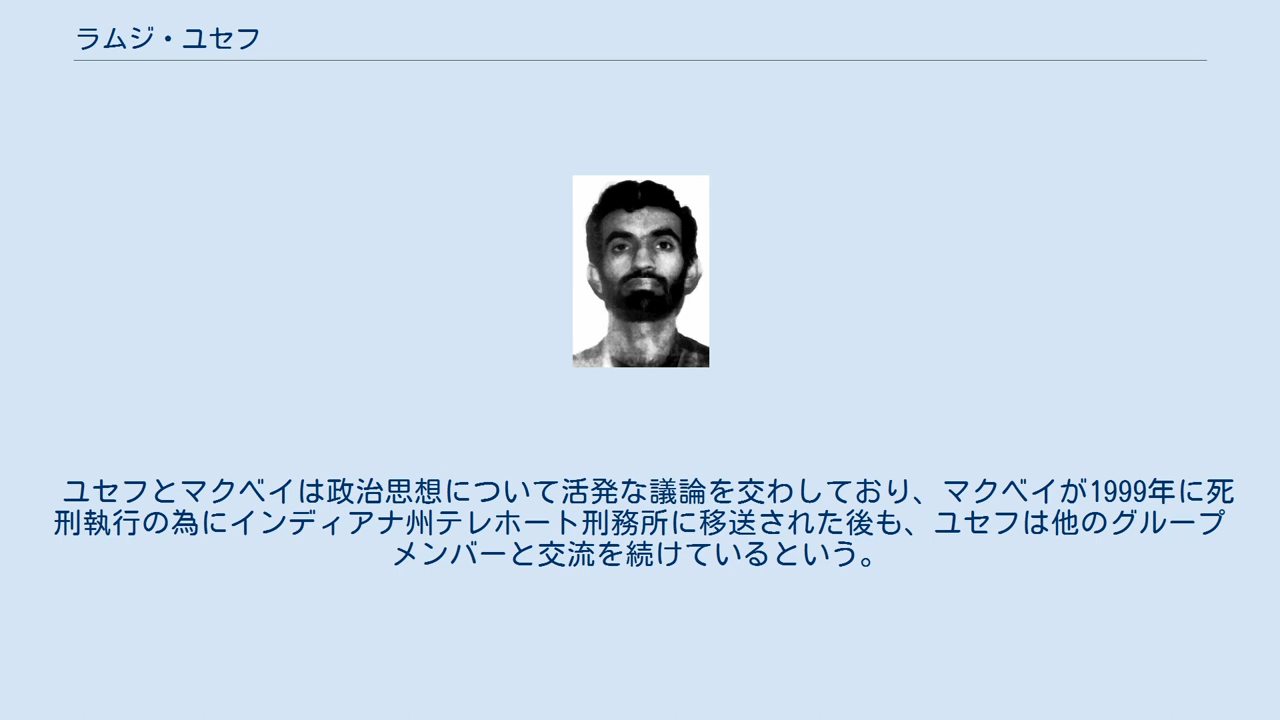 ラムジ・ユセフ
ユセフとマクベイは政治思想について活発な議論を交わしており、マクベイが1999年に死
刑執行の為にインディアナ州テレホート刑務所に移送された後も、ユセフは他のグループ
メンバーと交流を続けているという。